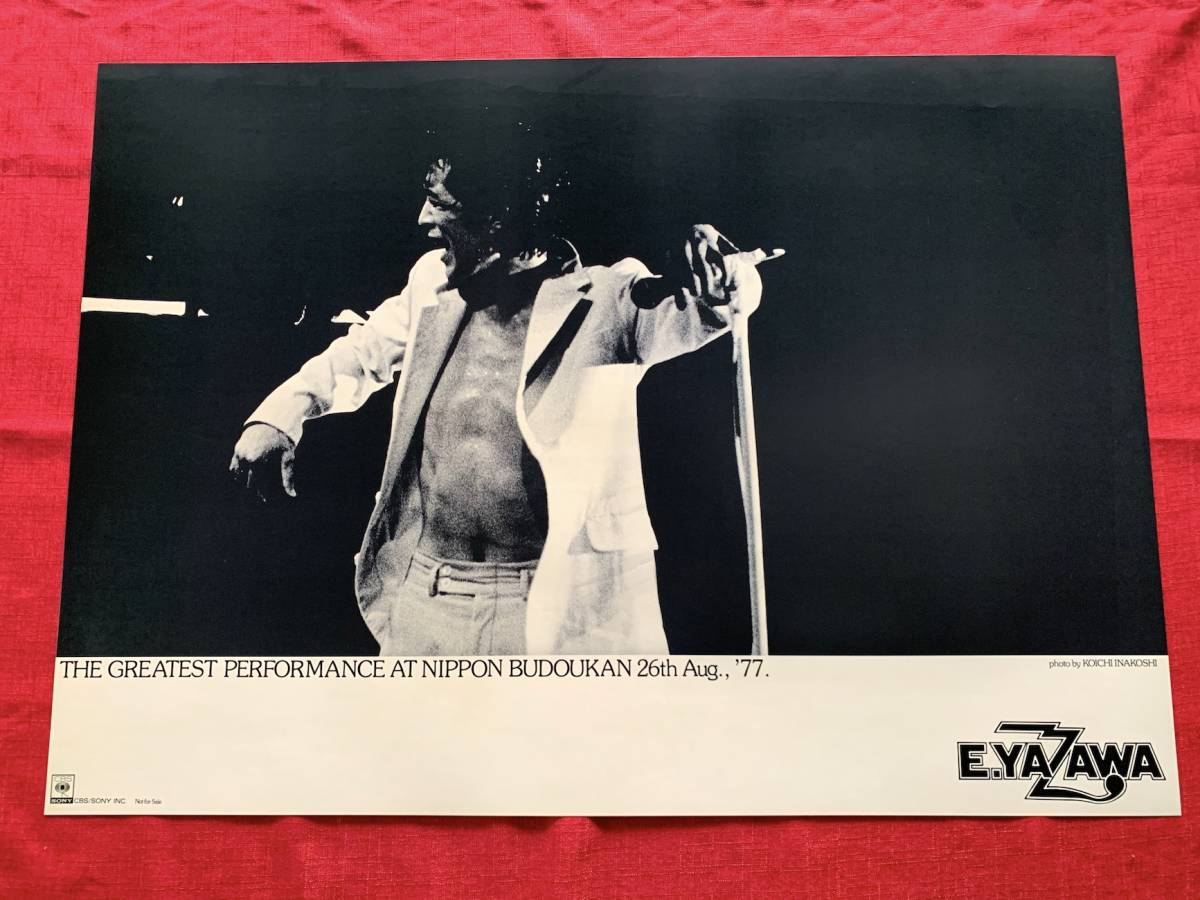 THE GREATEST PERFORMANCE AT NIPPON BUDOUKAN 26th Aug., '77.
photo by KOICHI INAKOSHI
E.YAZAWA
CBS
SONY
CBS/SONY INC Not for Sale